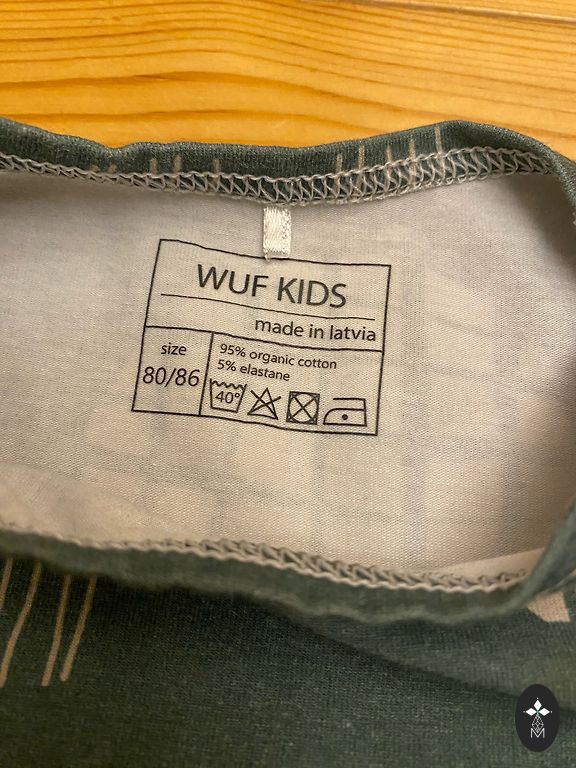 WUF KIDS
made in latvia
size
80/86
95% organic cotton
5% elastane
40°
M